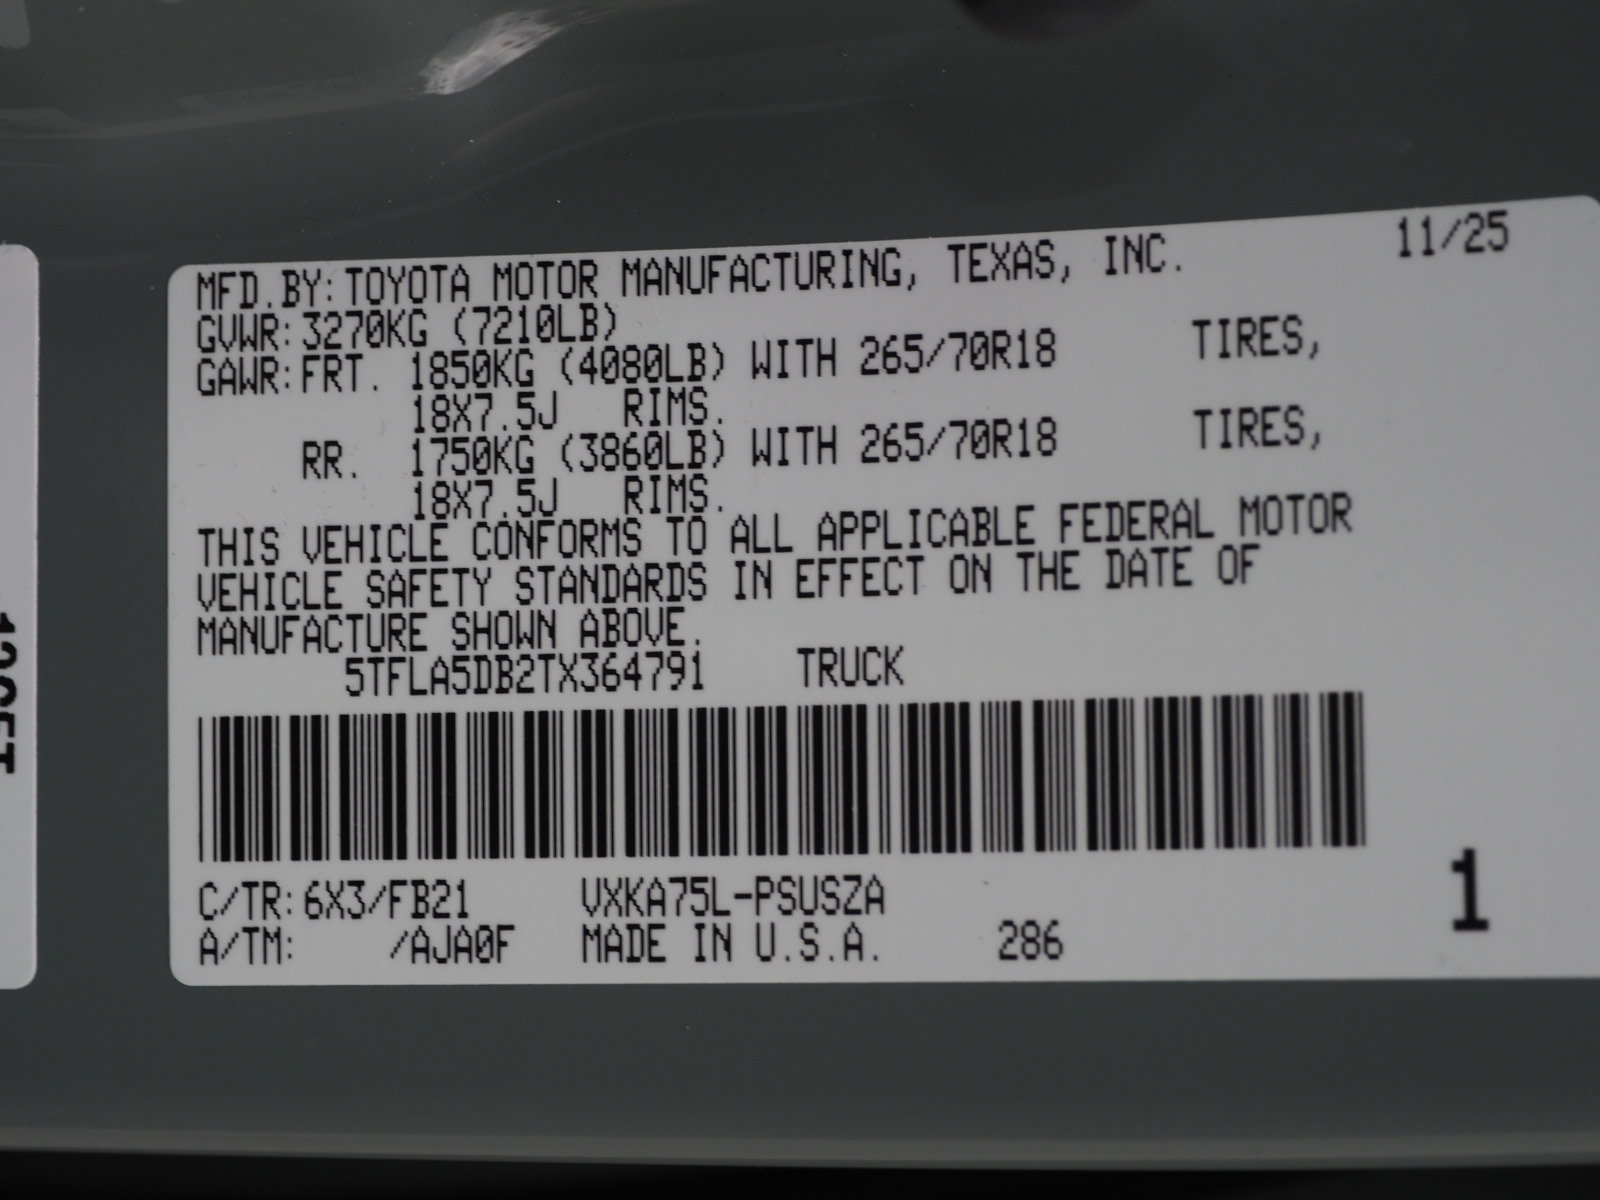 MFD.BY:TOYOTA MOTOR MANUFACTURING, TEXAS, INC. 11/25
GVWR:3270KG (7210LB)
GAWR:FRT. 1850KG (4080LB) WITH 265/70R18 TIRES,
18X7.5J RIMS.
RR. 1750KG (3860LB) WITH 265/70R18 TIRES,
18X7.5J RIMS.
THIS VEHICLE CONFORMS TO ALL APPLICABLE FEDERAL MOTOR
VEHICLE SAFETY STANDARDS IN EFFECT ON THE DATE OF
MANUFACTURE SHOWN ABOVE.
5TFLA5DB2TX364791 TRUCK
C/TR:6X3/FB21 VXKA75L-PSUSZA
A/TM: /AJA0F MADE IN U.S.A. 286
1